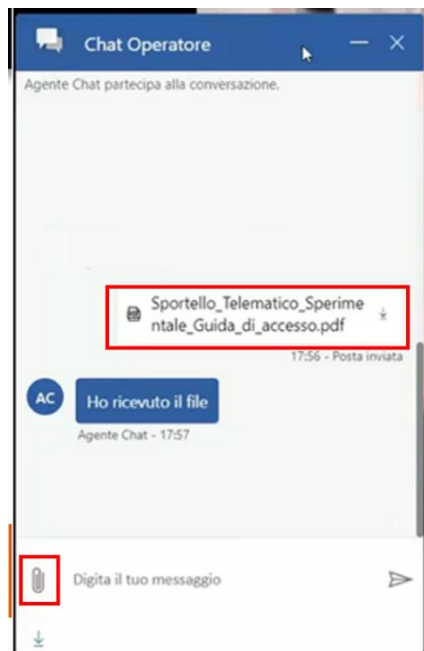 Chat Operatore
Agente Chat partecipa alla conversazione.
Sportello_Telematico_Sperime
ntale_Guida_di_accesso.pdf
17:56 - Posta inviata
AC
Ho ricevuto il file
Agente Chat - 17:57
Digita il tuo messaggio